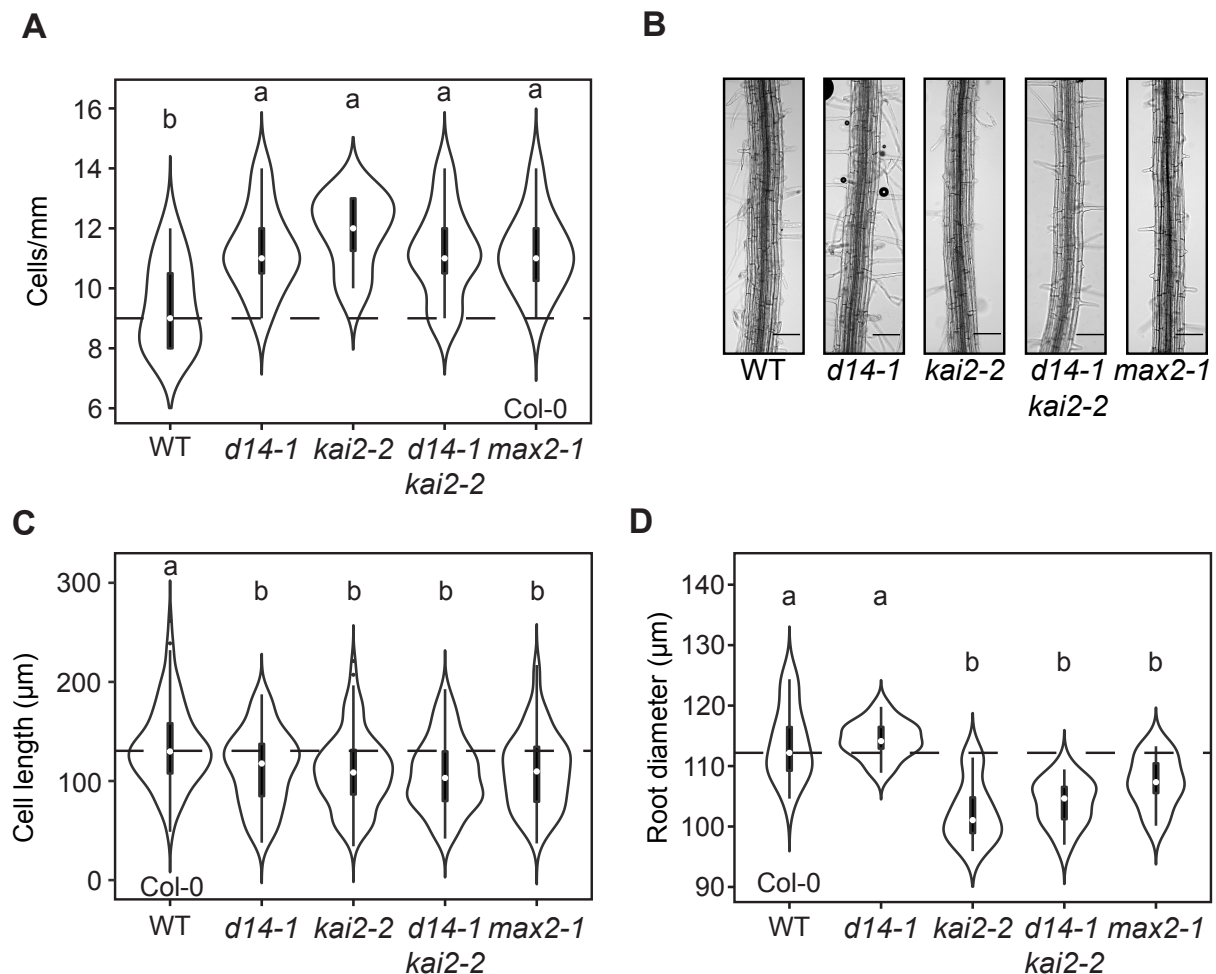 A
Cells/mm
16
14
12
10
8
6
b
a
a
a
a
Col-0
WT
d14-1
kai2-2
d14-1
kai2-2
max2-1
B
WT
d14-1
kai2-2
d14-1
kai2-2
max2-1
C
Cell length (µm)
300
200
100
0
a
b
b
b
b
Col-0
WT
d14-1
kai2-2
d14-1
kai2-2
max2-1
D
Root diameter (µm)
140
130
120
110
100
90
a
a
b
b
b
Col-0
WT
d14-1
kai2-2
d14-1
kai2-2
max2-1